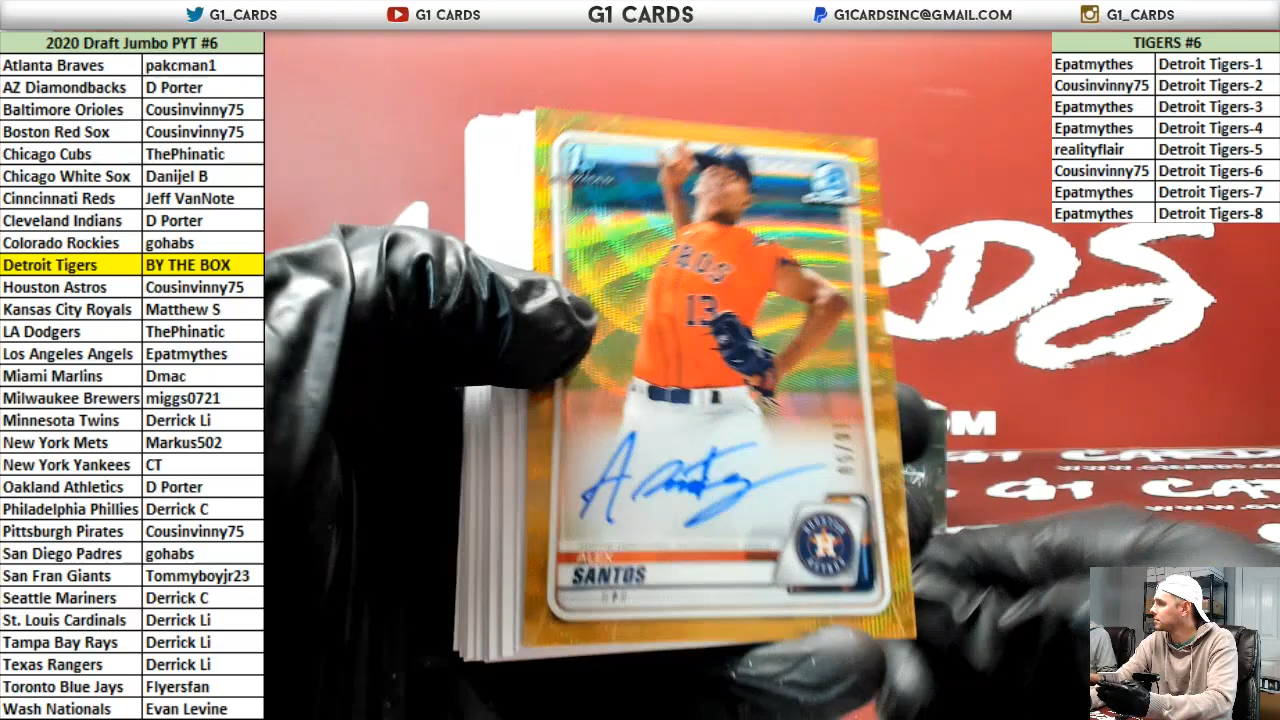 G1_CARDS G1 CARDS G1 CARDS G1CARDSINC@GMAIL.COM G1_CARDS
2020 Draft Jumbo PYT #6
Atlanta Braves pakcman1
AZ Diamondbacks D Porter
Baltimore Orioles Cousinvinny75
Boston Red Sox Cousinvinny75
Chicago Cubs ThePhinatic
Chicago White Sox Danijel B
Cinncinnati Reds Jeff VanNote
Cleveland Indians D Porter
Colorado Rockies gohabs
Detroit Tigers BY THE BOX
Houston Astros Cousinvinny75
Kansas City Royals Matthew S
LA Dodgers ThePhinatic
Los Angeles Angels Epatmythes
Miami Marlins Dmac
Milwaukee Brewers miggs0721
Minnesota Twins Derrick Li
New York Mets Markus502
New York Yankees CT
Oakland Athletics D Porter
Philadelphia Phillies Derrick C
Pittsburgh Pirates Cousinvinny75
San Diego Padres gohabs
San Fran Giants Tommyboyjr23
Seattle Mariners Derrick C
St. Louis Cardinals Derrick Li
Tampa Bay Rays Derrick Li
Texas Rangers Derrick Li
Toronto Blue Jays Flyersfan
Wash Nationals Evan Levine
TIGERS #6
Epatmythes Detroit Tigers-1
Cousinvinny75 Detroit Tigers-2
Epatmythes Detroit Tigers-3
Epatmythes Detroit Tigers-4
realityflair Detroit Tigers-5
Cousinvinny75 Detroit Tigers-6
Epatmythes Detroit Tigers-7
Epatmythes Detroit Tigers-8
13
ALEX
SANTOS
RDS
G1 CARDS